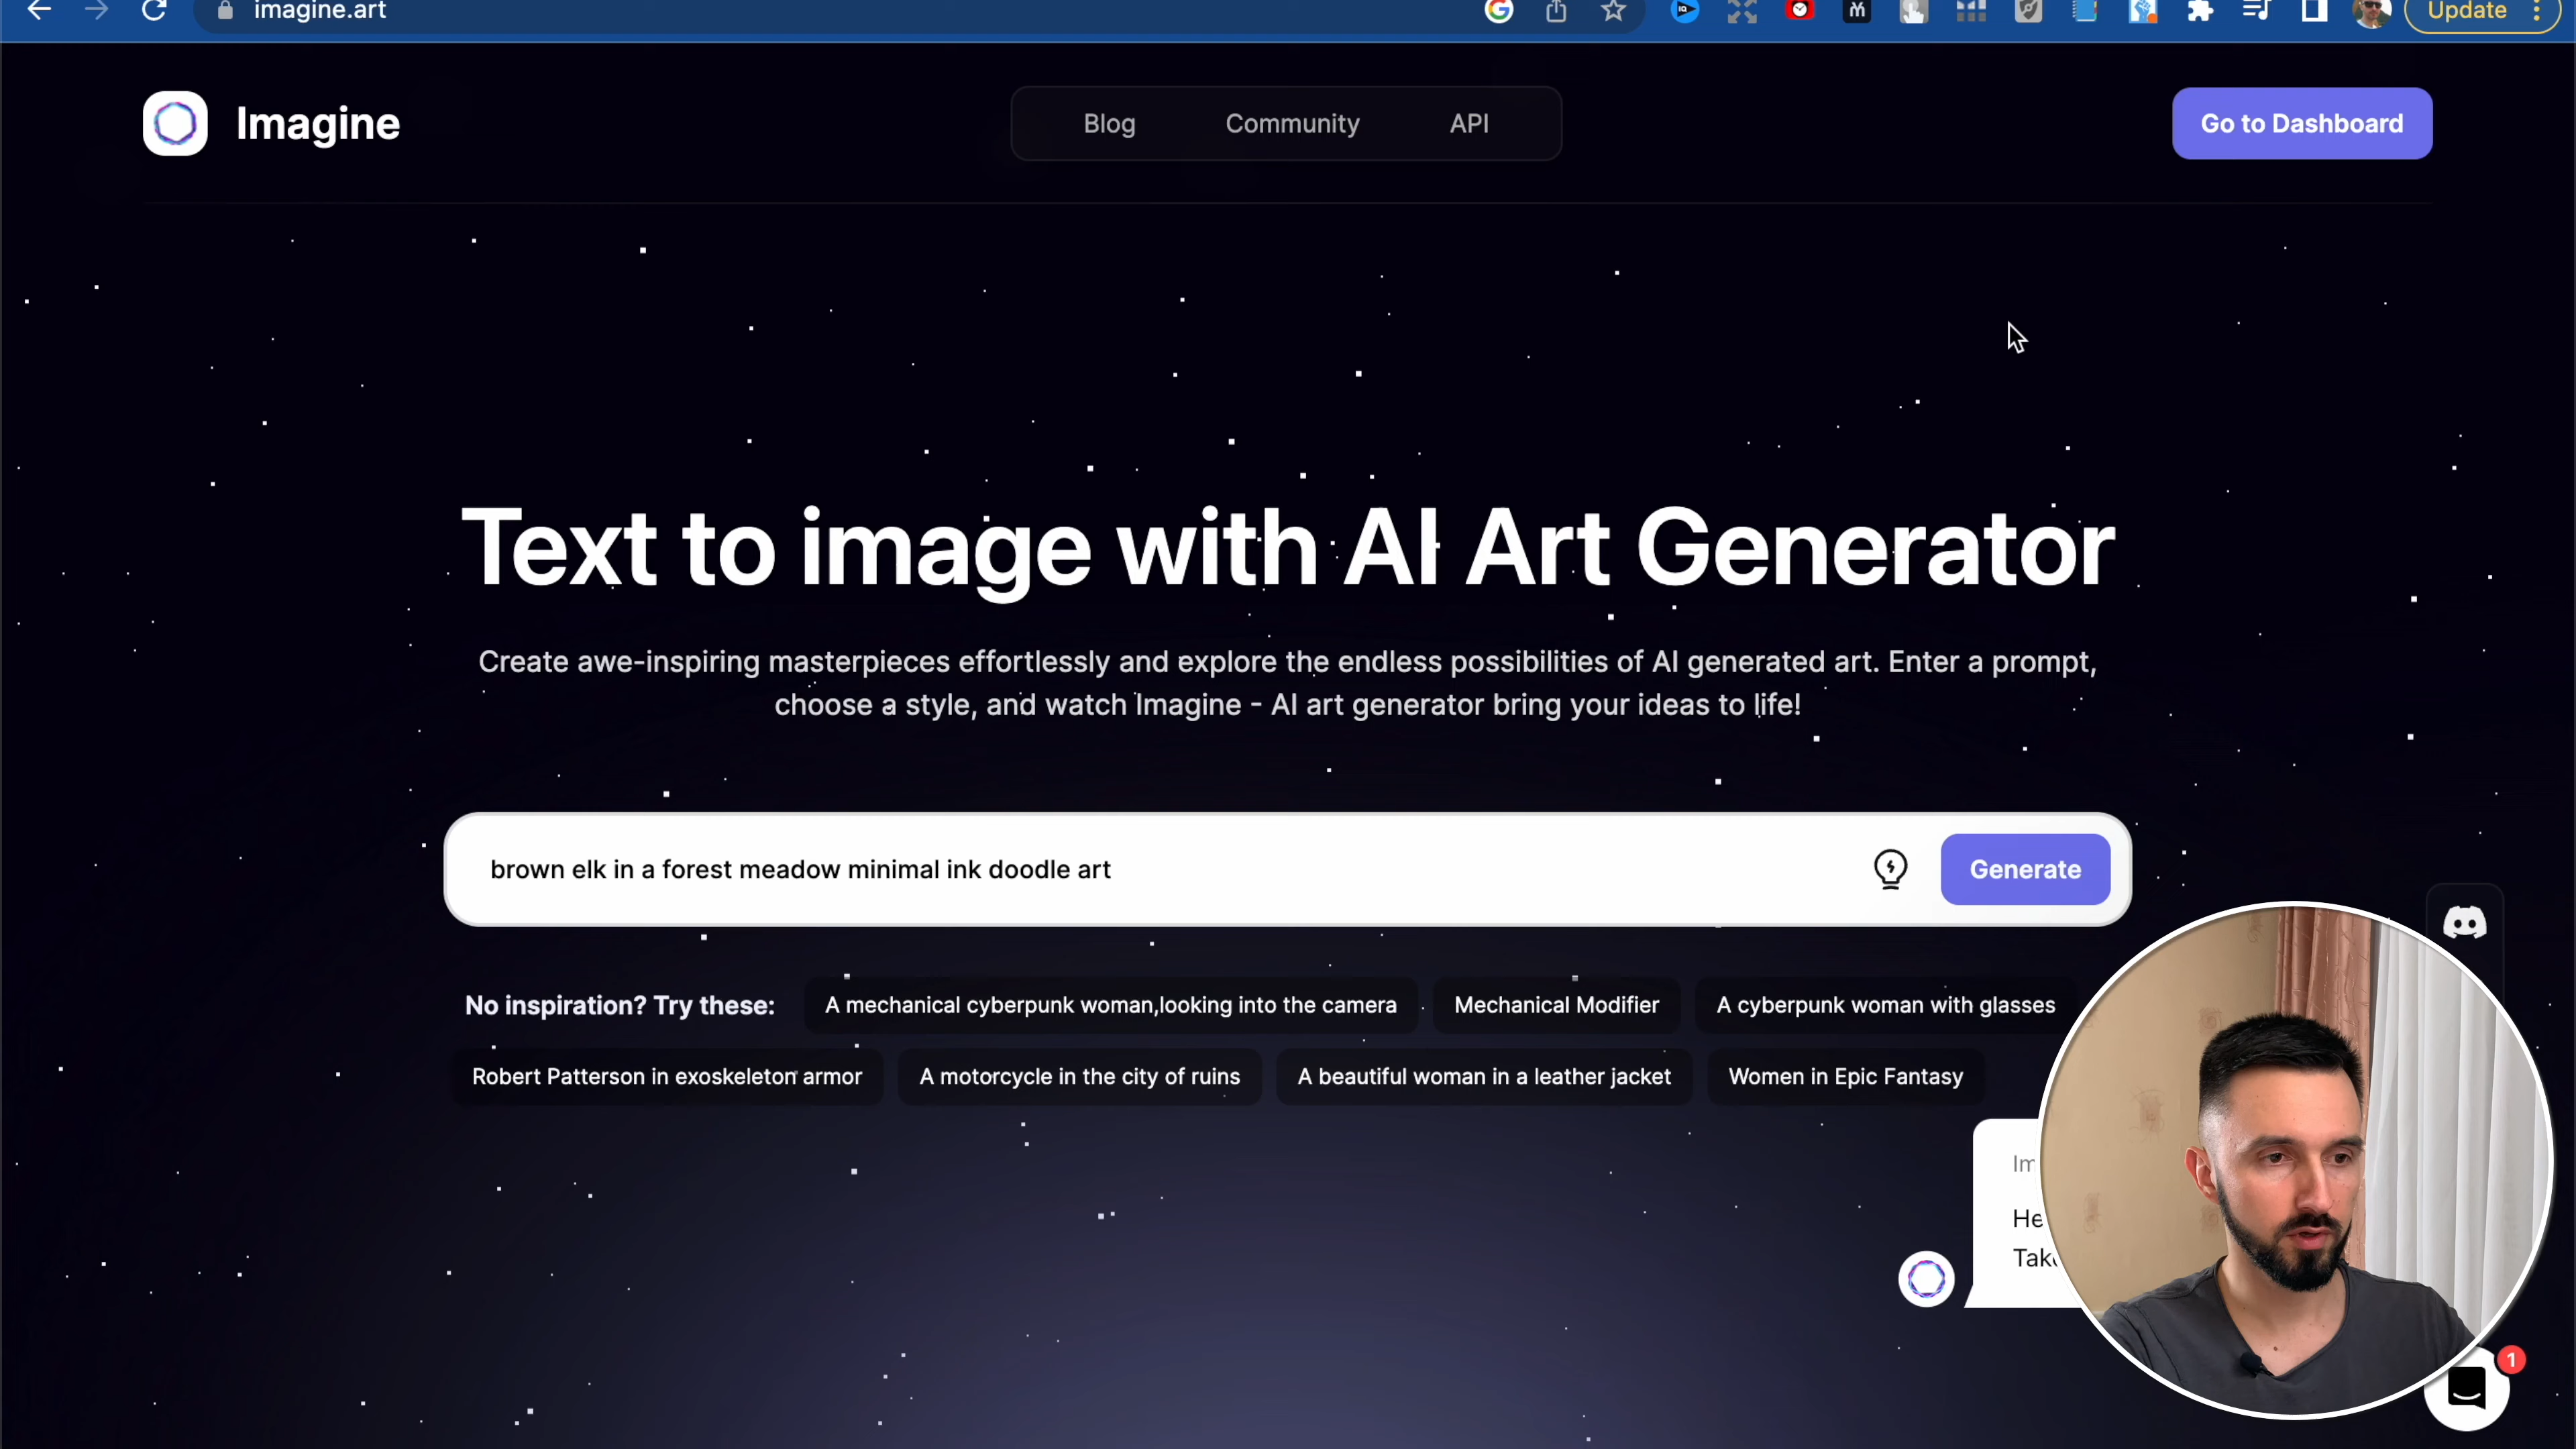 imagine.art
Update
Imagine
Blog
Community
API
Go to Dashboard
Text to image with AI Art Generator
Create awe-inspiring masterpieces effortlessly and explore the endless possibilities of AI generated art. Enter a prompt,
choose a style, and watch Imagine - AI art generator bring your ideas to life!
brown elk in a forest meadow minimal ink doodle art
Generate
No inspiration? Try these:
A mechanical cyberpunk woman,looking into the camera
Mechanical Modifier
A cyberpunk woman with glasses
Robert Patterson in exoskeleton armor
A motorcycle in the city of ruins
A beautiful woman in a leather jacket
Women in Epic Fantasy
1